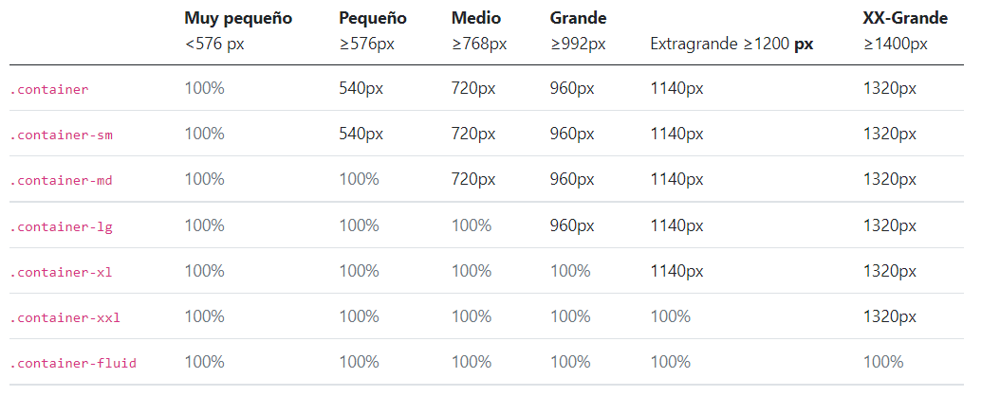 Muy pequeño Pequeño Medio Grande XX-Grande
<576 px ≥576px ≥768px ≥992px Extragrande ≥1200 px ≥1400px
.container 100% 540px 720px 960px 1140px 1320px
.container-sm 100% 540px 720px 960px 1140px 1320px
.container-md 100% 100% 720px 960px 1140px 1320px
.container-lg 100% 100% 100% 960px 1140px 1320px
.container-xl 100% 100% 100% 100% 1140px 1320px
.container-xxl 100% 100% 100% 100% 100% 1320px
.container-fluid 100% 100% 100% 100% 100% 100%